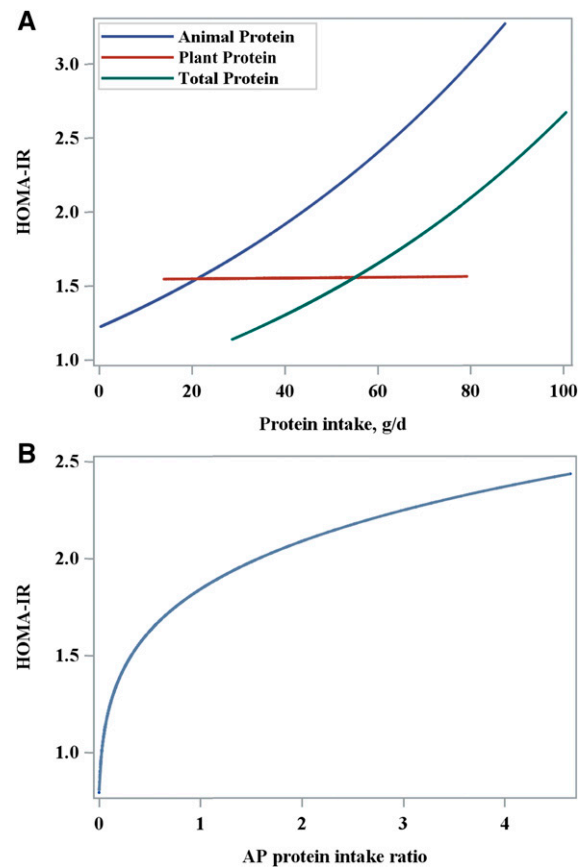 A
Animal Protein
Plant Protein
Total Protein
HOMA-IR
3.0
2.5
2.0
1.5
1.0
0 20 40 60 80 100
Protein intake, g/d
B
HOMA-IR
2.5
2.0
1.5
1.0
0 1 2 3 4
AP protein intake ratio